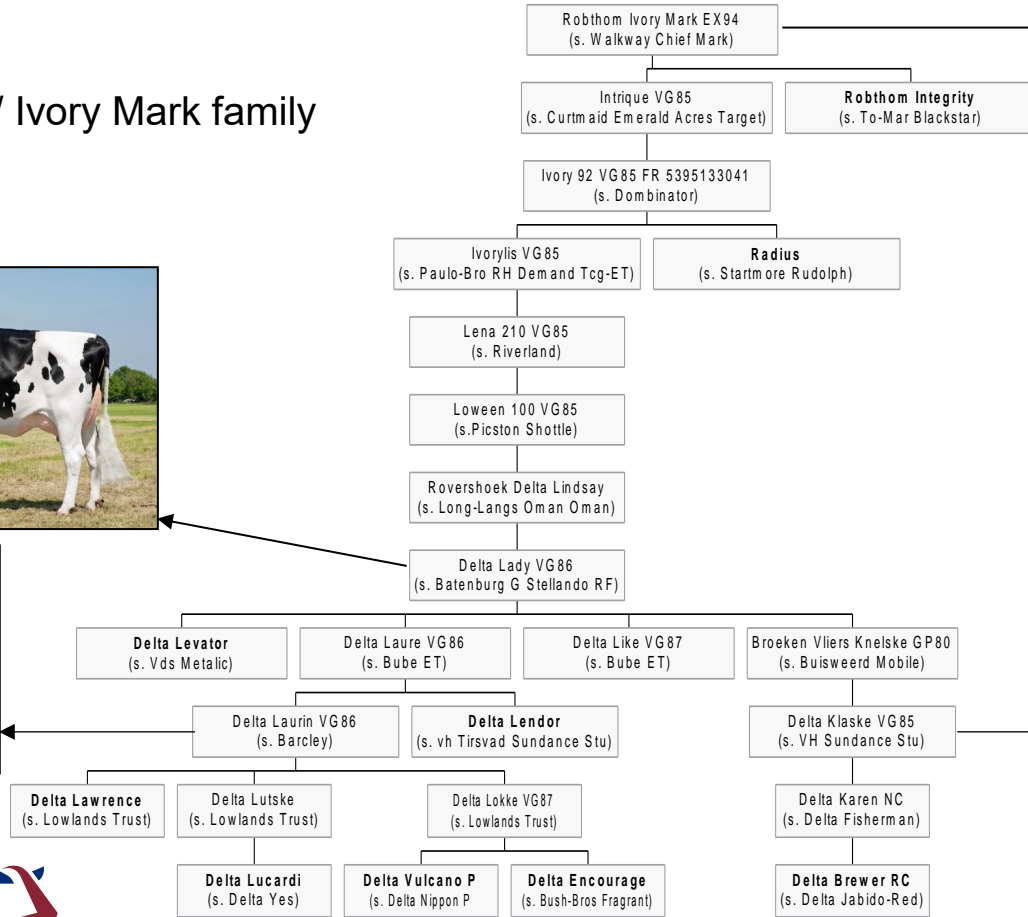 Robthom Ivory Mark EX94
(s. Walkway Chief Mark)
/ Ivory Mark family
Intrique VG85
(s. Curtmaid Emerald Acres Target)
Robthom Integrity
(s. To-Mar Blackstar)
Ivory 92 VG85 FR 5395133041
(s. Dombinator)
Ivorylis VG85
(s. Paulo-Bro RH Demand Tcg-ET)
Radius
(s. Startmore Rudolph)
Lena 210 VG85
(s. Riverland)
Loween 100 VG85
(s.Picston Shottle)
Rovershoek Delta Lindsay
(s. Long-Langs Oman Oman)
Delta Lady VG86
(s. Batenburg G Stellando RF)
Delta Levator
(s. Vds Metalic)
Delta Laure VG86
(s. Bube ET)
Delta Like VG87
(s. Bube ET)
Broeken Vliers Knelske GP80
(s. Buisweerd Mobile)
Delta Laurin VG86
(s. Barcley)
Delta Lendor
(s. vh Tirsvad Sundance Stu)
Delta Klaske VG85
(s. VH Sundance Stu)
Delta Lawrence
(s. Lowlands Trust)
Delta Lutske
(s. Lowlands Trust)
Delta Lokke VG87
(s. Lowlands Trust)
Delta Karen NC
(s. Delta Fisherman)
Delta Lucardi
(s. Delta Yes)
Delta Vulcano P
(s. Delta Nippon P
Delta Encourage
(s. Bush-Bros Fragrant)
Delta Brewer RC
(s. Delta Jabido-Red)